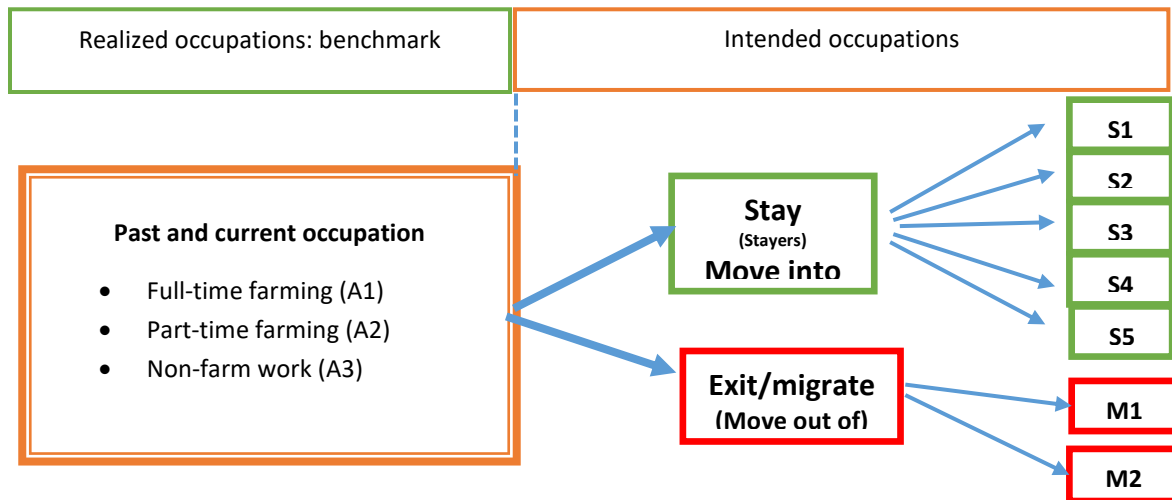 Realized occupations: benchmark
Intended occupations
Past and current occupation
• Full-time farming (A1)
• Part-time farming (A2)
• Non-farm work (A3)
Stay
(Stayers)
Move into
Exit/migrate
(Move out of)
S1
S2
S3
S4
S5
M1
M2